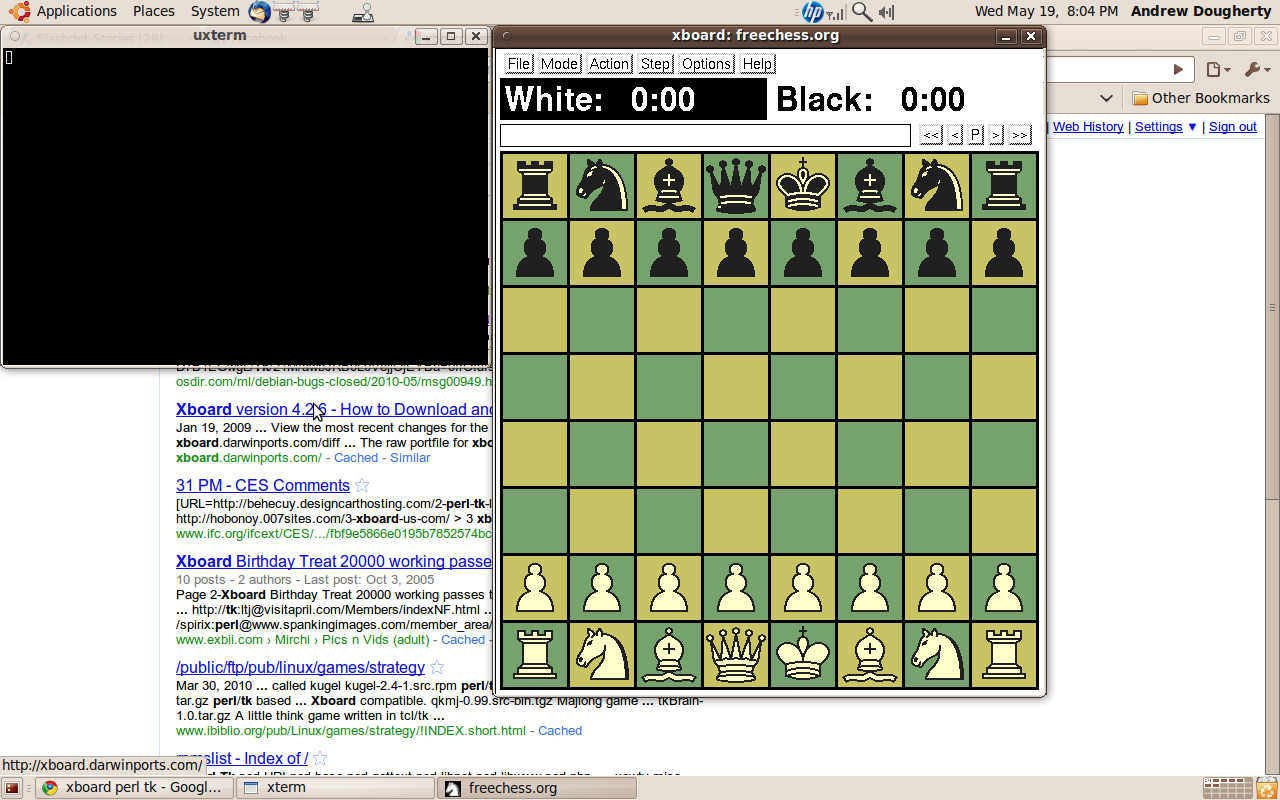 Applications Places System
Wed May 19, 8:04 PM Andrew Dougherty
Slashdot Stories (28)
uxterm
xboard: freechess.org
File Mode Action Step Options Help
White: 0:00 Black: 0:00
<< < P > >>
Other Bookmarks
| Web History | Settings ▼ | Sign out
osdir.com/ml/debian-bugs-closed/2010-05/msg00949.h
Xboard version 4.2.6 - How to Download and
Jan 19, 2009 ... View the most recent changes for the
xboard.darwinports.com/diff ... The raw portfile for xbo
xboard.darwinports.com/ - Cached - Similar
31 PM - CES Comments
[URL=http://behecuy.designcarthosting.com/2-perl-tk-
http://hobonoy.007sites.com/3-xboard-us-com/ > 3 xb
www.ifc.org/ifcext/CES/.../fbf9e5866e0195b7852574bc
Xboard Birthday Treat 20000 working passe
10 posts - 2 authors - Last post: Oct 3, 2005
Page 2-Xboard Birthday Treat 20000 working passes t
... http://tk:ltj@visitapril.com/Members/indexNF.html ...
/spirix:perl@www.spankingimages.com/member_area/
www.exbii.com › Mirchi › Pics n Vids (adult) - Cached -
/public/ftp/pub/linux/games/strategy
Mar 30, 2010 ... called kugel kugel-2.4-1.src.rpm perl/t
tar.gz perl/tk based ... Xboard compatible. qkmj-0.99.src-bin.tgz Majiong game ... tkBrain-
1.0.tar.gz A little think game written in tcl/tk ...
www.ibiblio.org/pub/Linux/games/strategy/!INDEX.short.html - Cached
- Index of /
http://xboard.darwinports.com/
xboard perl tk - Googl...
xterm
freechess.org